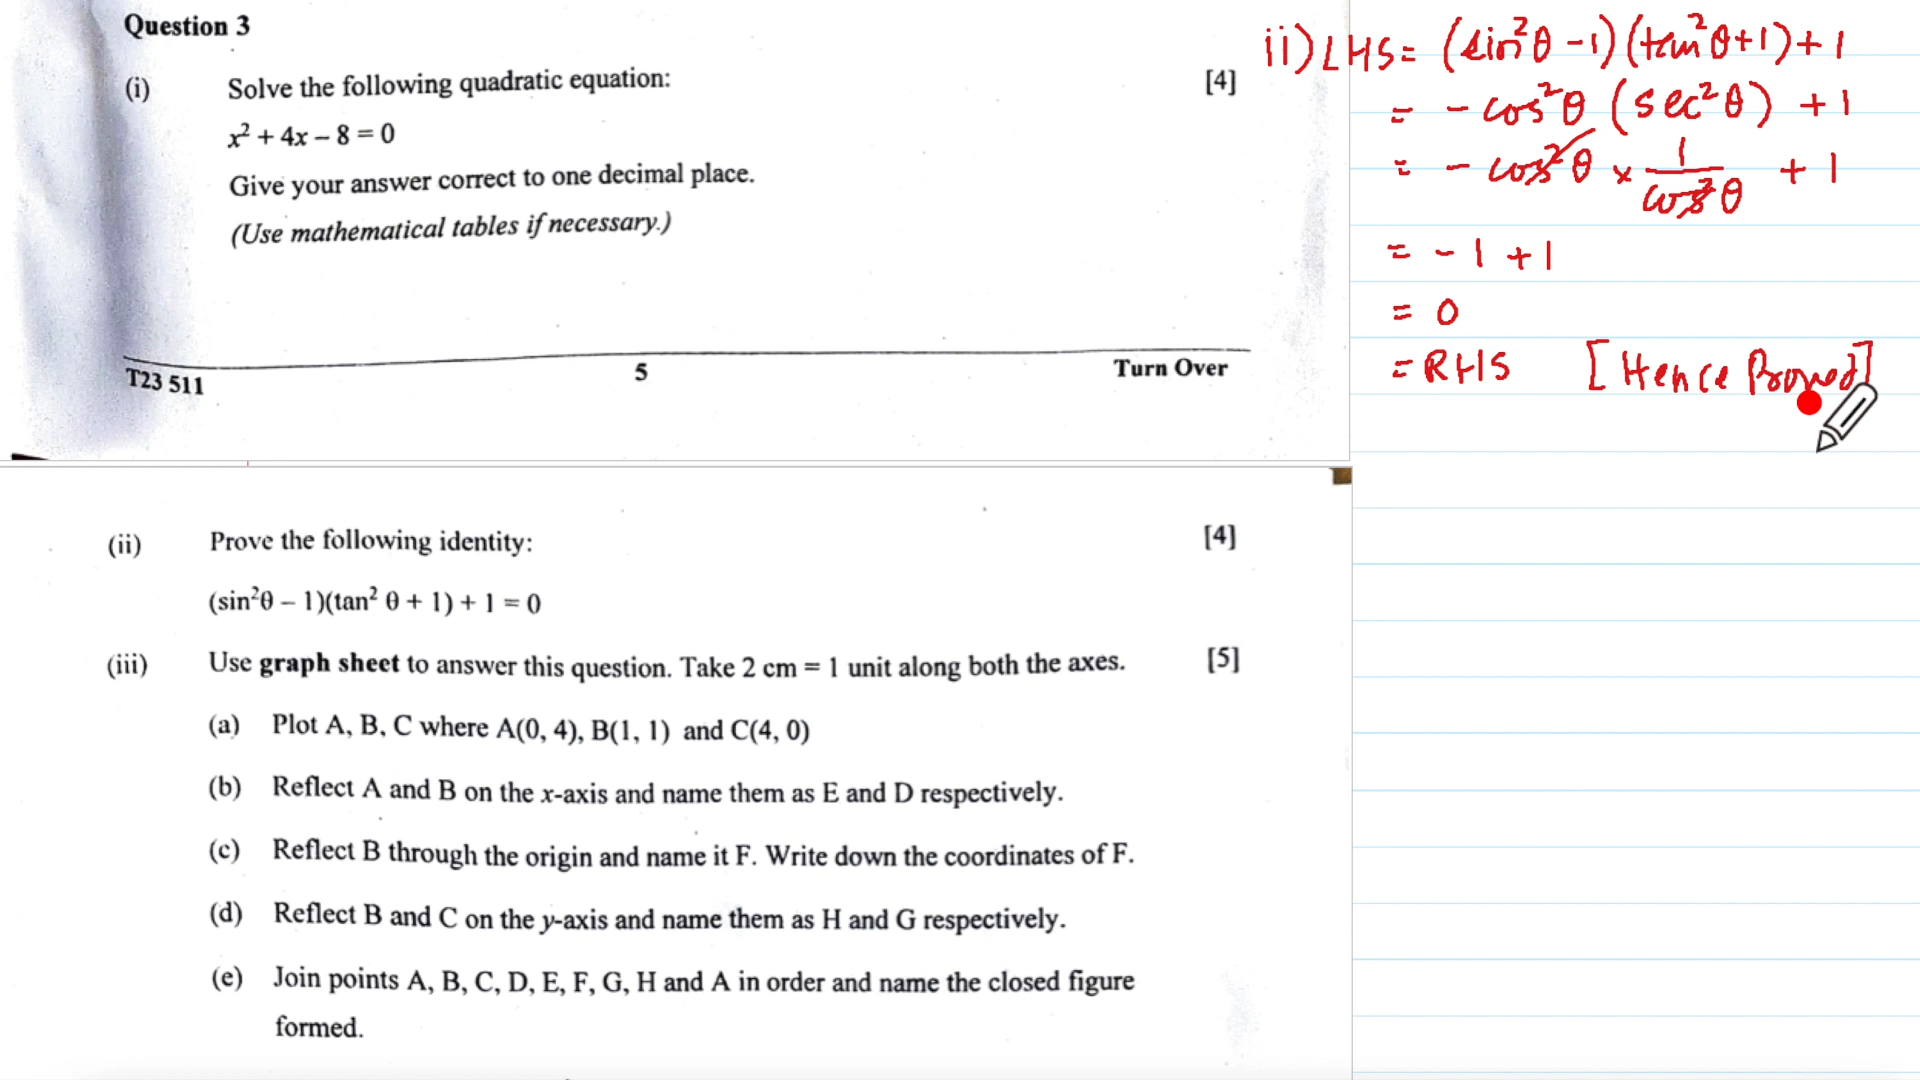 Question 3
(i) Solve the following quadratic equation: [4]
x² + 4x – 8 = 0
Give your answer correct to one decimal place.
(Use mathematical tables if necessary.)
T23 511 5 Turn Over
(ii) Prove the following identity: [4]
(sin²θ – 1)(tan² θ + 1) + 1 = 0
(iii) Use graph sheet to answer this question. Take 2 cm = 1 unit along both the axes. [5]
(a) Plot A, B, C where A(0, 4), B(1, 1) and C(4, 0)
(b) Reflect A and B on the x-axis and name them as E and D respectively.
(c) Reflect B through the origin and name it F. Write down the coordinates of F.
(d) Reflect B and C on the y-axis and name them as H and G respectively.
(e) Join points A, B, C, D, E, F, G, H and A in order and name the closed figure
formed.
ii) LHS = (sin²θ -1)(tan²θ+1)+1
= - cos²θ (sec²θ) +1
= - cos²θ × 1/cos²θ +1
= -1 +1
= 0
= RHS [Hence Proved]